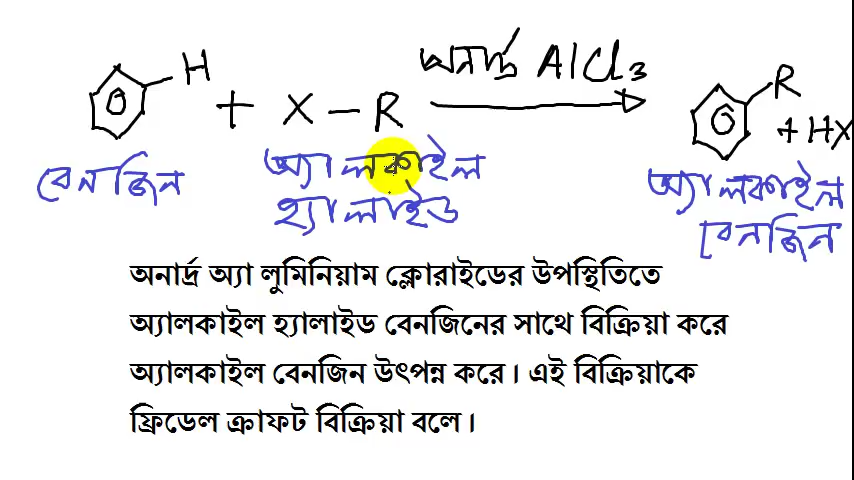 H + X – R অনার্দ্র AlCl₃ R + HX
বেনজিন অ্যালকাইল অ্যালকাইল
হ্যালাইড বেনজিন
অনার্দ্র অ্যা লুমিনিয়াম ক্লোরাইডের উপস্থিতিতে
অ্যালকাইল হ্যালাইড বেনজিনের সাথে বিক্রিয়া করে
অ্যালকাইল বেনজিন উৎপন্ন করে। এই বিক্রিয়াকে
ফ্রিডেল ক্রাফট বিক্রিয়া বলে।